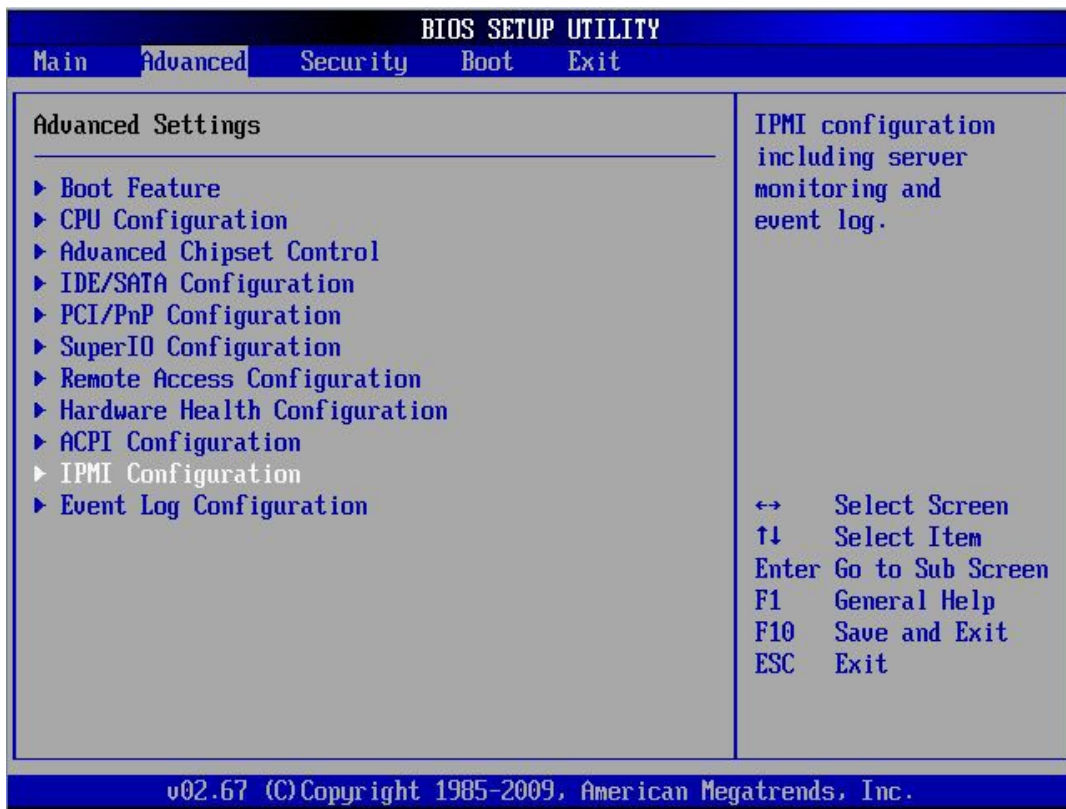 BIOS SETUP UTILITY
Main Advanced Security Boot Exit
Advanced Settings
Boot Feature
CPU Configuration
Advanced Chipset Control
IDE/SATA Configuration
PCI/PnP Configuration
SuperIO Configuration
Remote Access Configuration
Hardware Health Configuration
ACPI Configuration
IPMI Configuration
Event Log Configuration
IPMI configuration
including server
monitoring and
event log.
←→ Select Screen
↑↓ Select Item
Enter Go to Sub Screen
F1 General Help
F10 Save and Exit
ESC Exit
v02.67 (C)Copyright 1985-2009, American Megatrends, Inc.